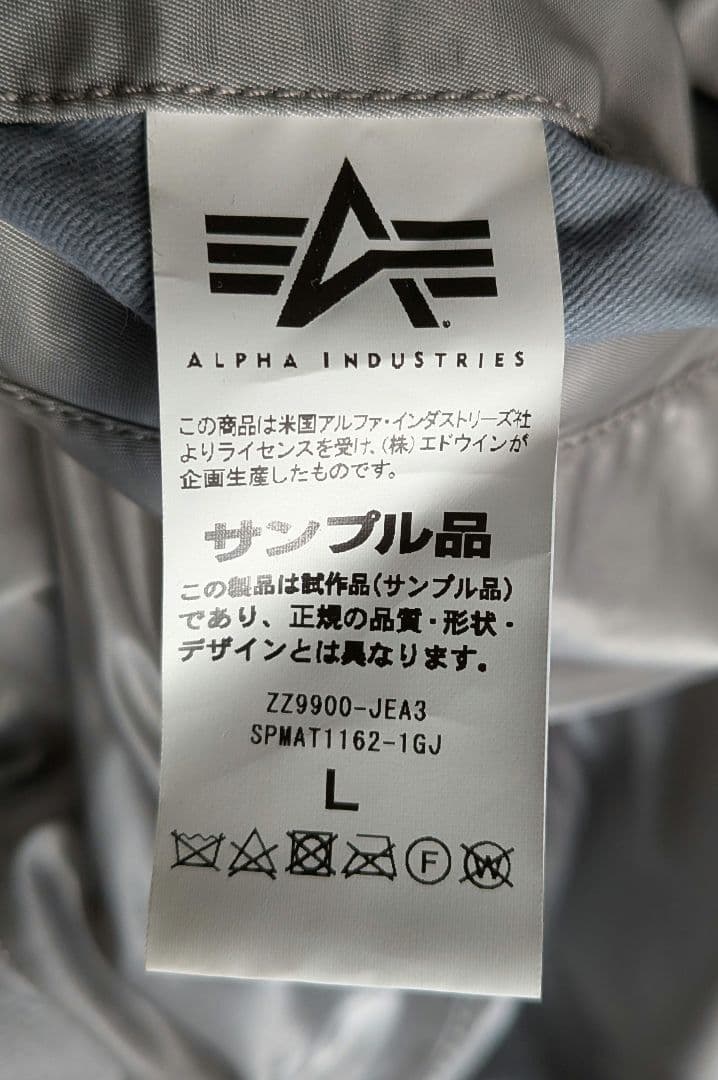 ALPHA INDUSTRIES
この商品は米国アルファ・インダストリーズ社
よりライセンスを受け、(株)エドウインが
企画生産したものです。
サンプル品
この製品は試作品(サンプル品)
であり、正規の品質・形状・
デザインとは異なります。
ZZ9900-JEA3
SPMAT1162-1GJ
L
F W